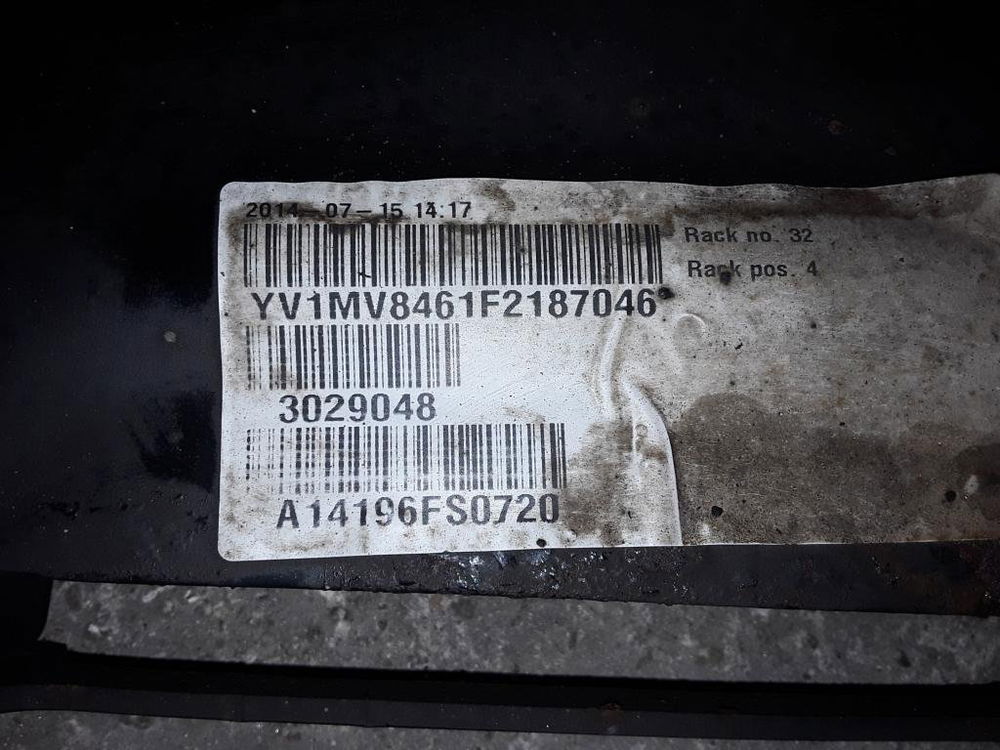 2014-07-15 14:17
Rack no. 32
Rack pos. 4
YV1MV8461F2187046
3029048
A14196FS0720